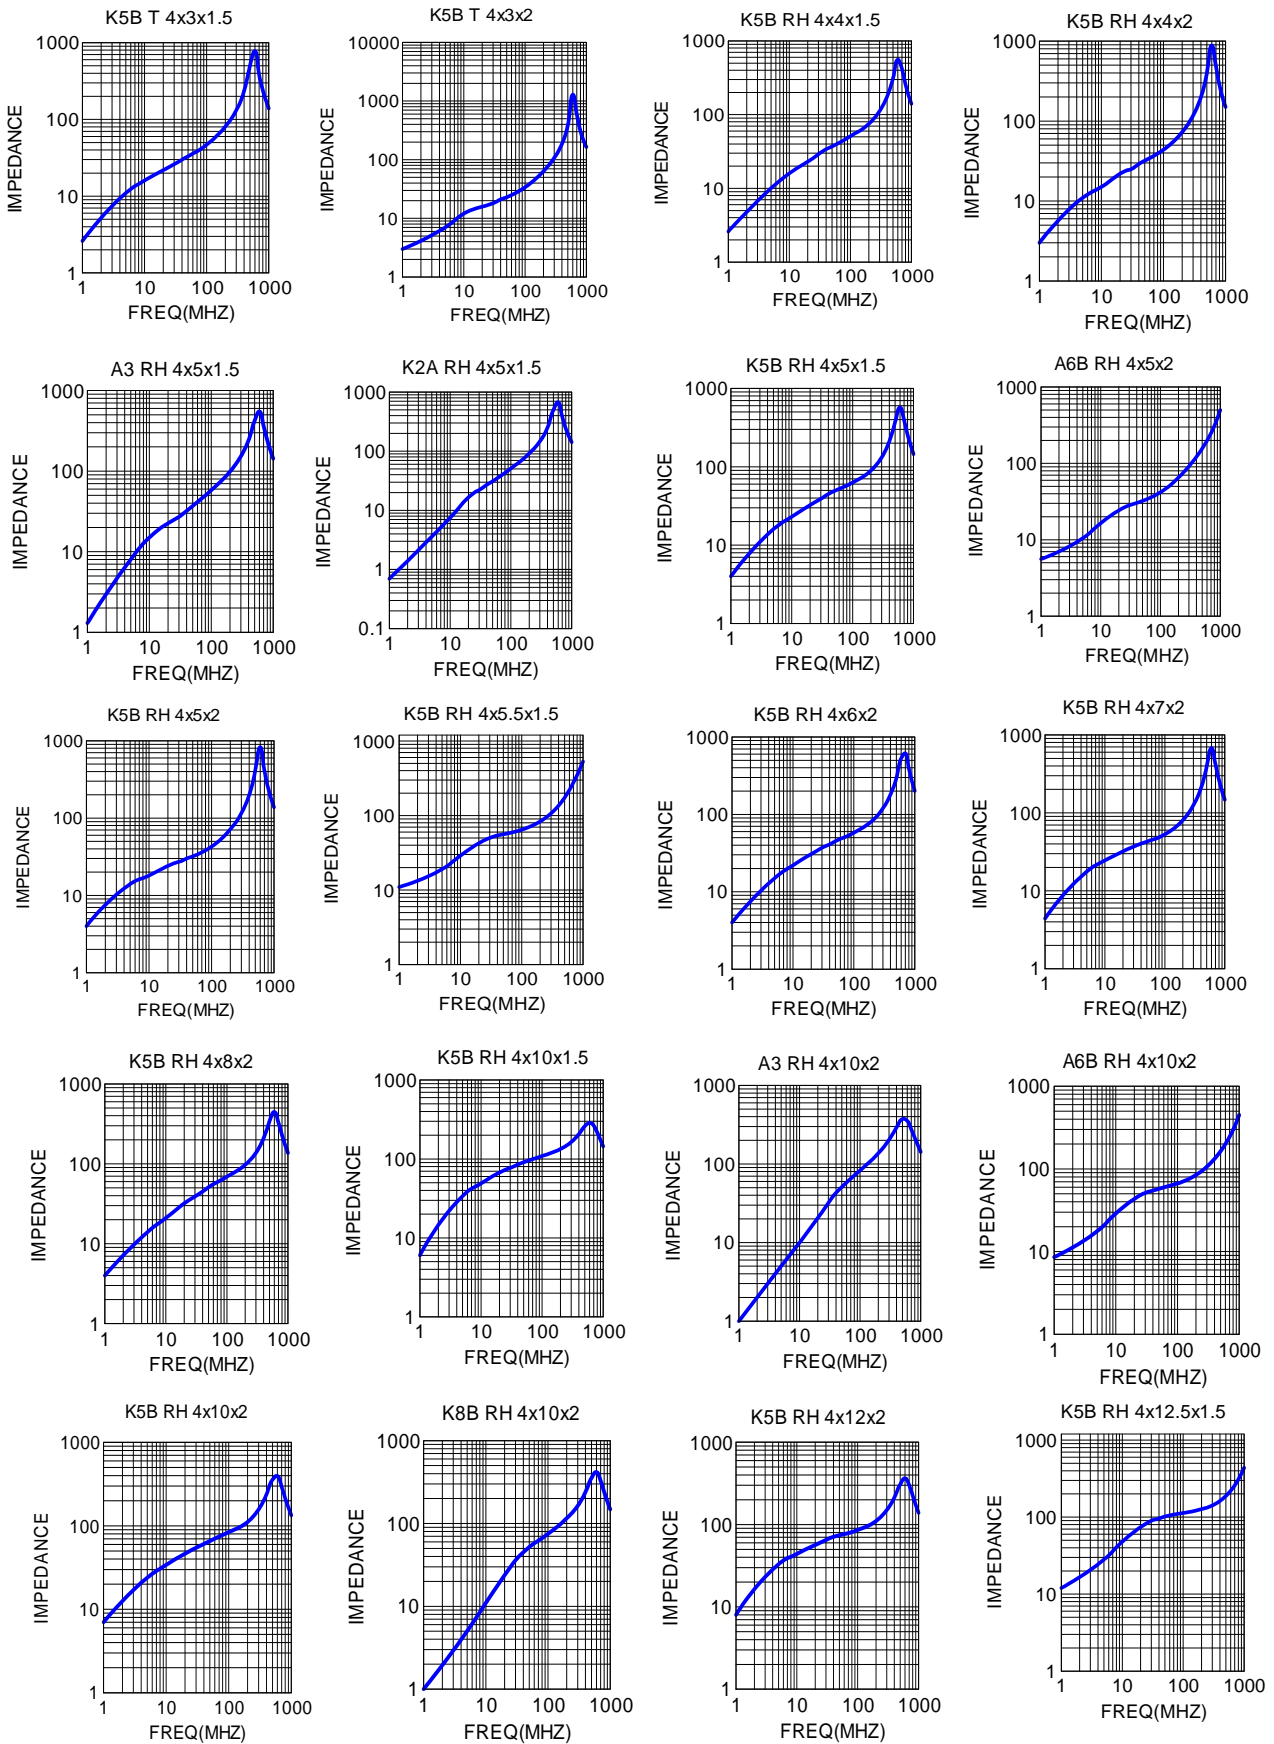 K5B T 4x3x1.5
IMPEDANCE
1000
100
10
1
1 10 100 1000
FREQ(MHZ)
K5B T 4x3x2
IMPEDANCE
10000
1000
100
10
1
1 10 100 1000
FREQ(MHZ)
K5B RH 4x4x1.5
IMPEDANCE
1000
100
10
1
1 10 100 1000
FREQ(MHZ)
K5B RH 4x4x2
IMPEDANCE
1000
100
10
1
1 10 100 1000
FREQ(MHZ)
A3 RH 4x5x1.5
IMPEDANCE
1000
100
10
1
1 10 100 1000
FREQ(MHZ)
K2A RH 4x5x1.5
IMPEDANCE
1000
100
10
1
0.1
1 10 100 1000
FREQ(MHZ)
K5B RH 4x5x1.5
IMPEDANCE
1000
100
10
1
1 10 100 1000
FREQ(MHZ)
A6B RH 4x5x2
IMPEDANCE
1000
100
10
1
1 10 100 1000
FREQ(MHZ)
K5B RH 4x5x2
IMPEDANCE
1000
100
10
1
1 10 100 1000
FREQ(MHZ)
K5B RH 4x5.5x1.5
IMPEDANCE
1000
100
10
1
1 10 100 1000
FREQ(MHZ)
K5B RH 4x6x2
IMPEDANCE
1000
100
10
1
1 10 100 1000
FREQ(MHZ)
K5B RH 4x7x2
IMPEDANCE
1000
100
10
1
1 10 100 1000
FREQ(MHZ)
K5B RH 4x8x2
IMPEDANCE
1000
100
10
1
1 10 100 1000
FREQ(MHZ)
K5B RH 4x10x1.5
IMPEDANCE
1000
100
10
1
1 10 100 1000
FREQ(MHZ)
A3 RH 4x10x2
IMPEDANCE
1000
100
10
1
1 10 100 1000
FREQ(MHZ)
A6B RH 4x10x2
IMPEDANCE
1000
100
10
1
1 10 100 1000
FREQ(MHZ)
K5B RH 4x10x2
IMPEDANCE
1000
100
10
1
1 10 100 1000
FREQ(MHZ)
K8B RH 4x10x2
IMPEDANCE
1000
100
10
1
1 10 100 1000
FREQ(MHZ)
K5B RH 4x12x2
IMPEDANCE
1000
100
10
1
1 10 100 1000
FREQ(MHZ)
K5B RH 4x12.5x1.5
IMPEDANCE
1000
100
10
1
1 10 100 1000
FREQ(MHZ)